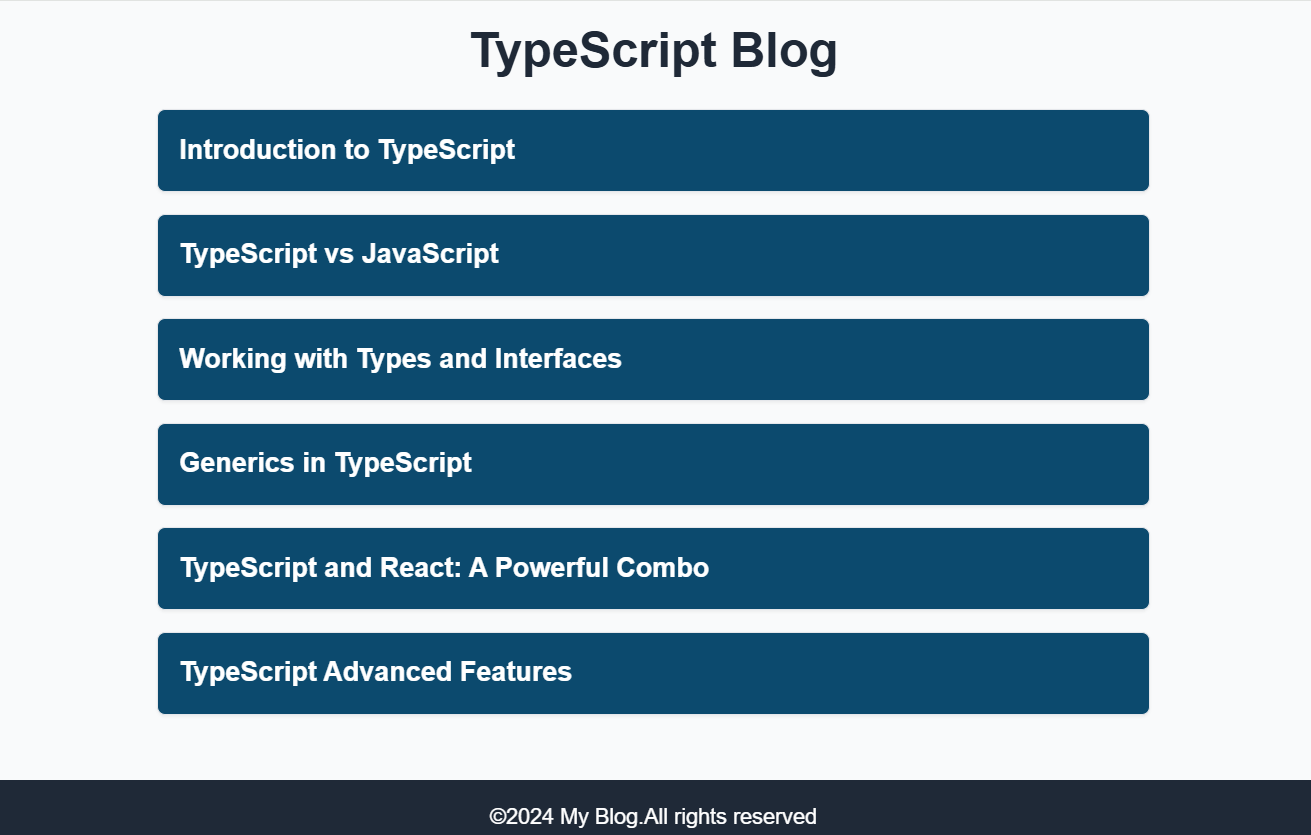 TypeScript Blog
Introduction to TypeScript
TypeScript vs JavaScript
Working with Types and Interfaces
Generics in TypeScript
TypeScript and React: A Powerful Combo
TypeScript Advanced Features
©2024 My Blog.All rights reserved